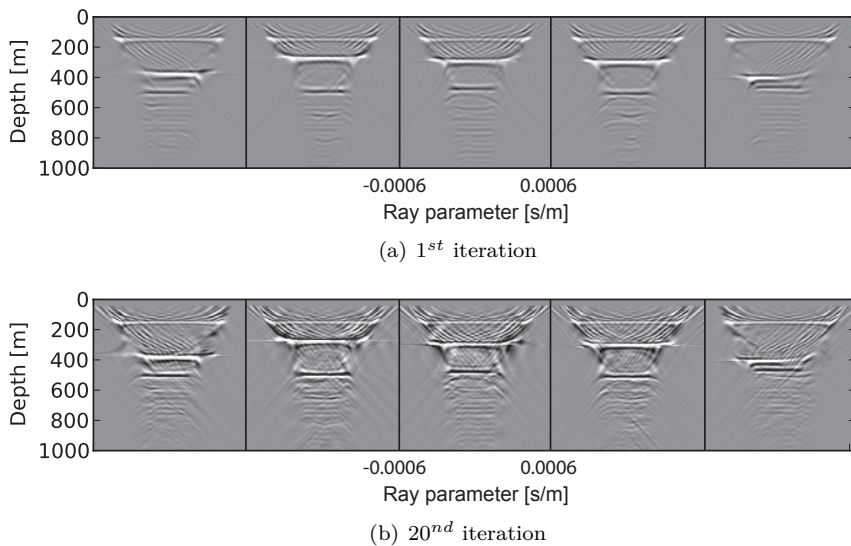 0
200
400
600
800
1000
Depth [m]
-0.0006 0.0006
Ray parameter [s/m]
(a) 1st iteration
0
200
400
600
800
1000
Depth [m]
-0.0006 0.0006
Ray parameter [s/m]
(b) 20nd iteration